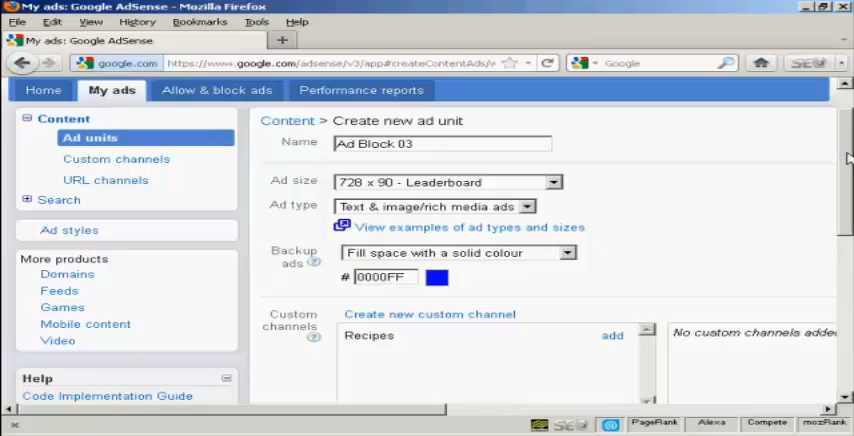 My ads: Google AdSense - Mozilla Firefox
File Edit View History Bookmarks Tools Help
My ads: Google AdSense
google.com https://www.google.com/adsense/v3/app#createContentAds/v Google
Home My ads Allow & block ads Performance reports
Content
Ad units
Custom channels
URL channels
Search
Ad styles
More products
Domains
Feeds
Games
Mobile content
Video
Help
Code Implementation Guide
Content > Create new ad unit
Name Ad Block 03
Ad size 728 x 90 - Leaderboard
Ad type Text & image/rich media ads
View examples of ad types and sizes
Backup ads Fill space with a solid colour
# 0000FF
Custom channels Create new custom channel
Recipes add
No custom channels adde
PageRank Alexa Compete mozRank